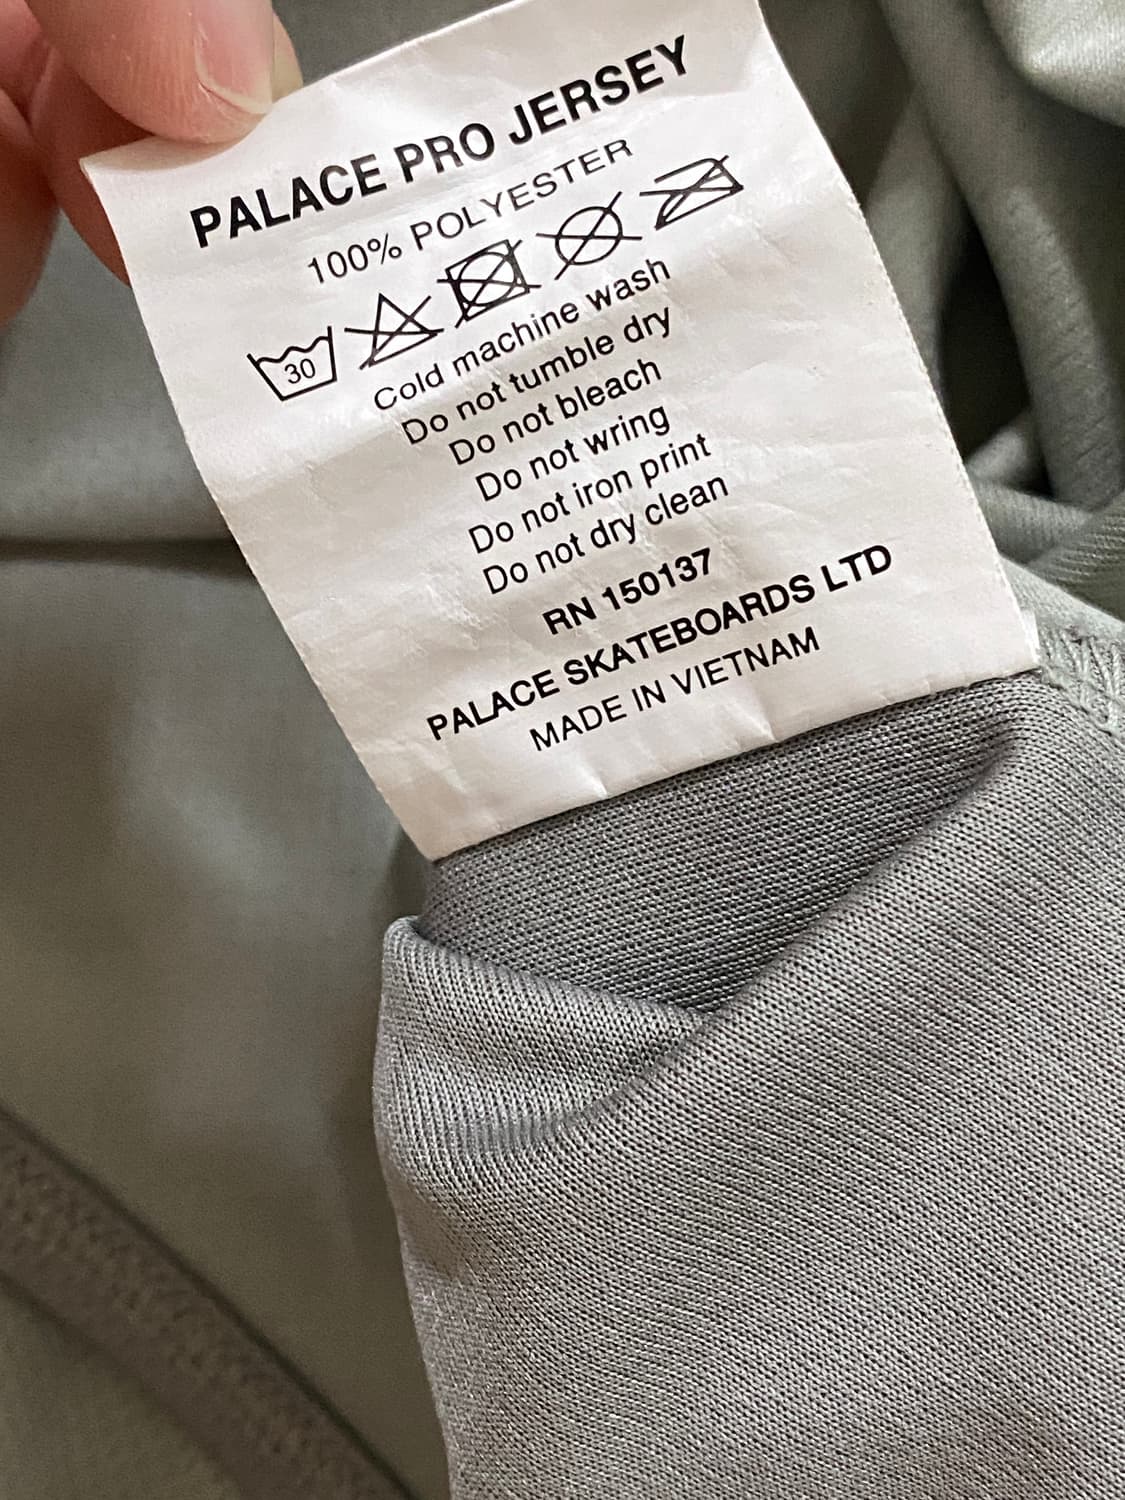 PALACE PRO JERSEY
100% POLYESTER
30
Cold machine wash
Do not tumble dry
Do not bleach
Do not wring
Do not iron print
Do not dry clean
RN 150137
PALACE SKATEBOARDS LTD
MADE IN VIETNAM